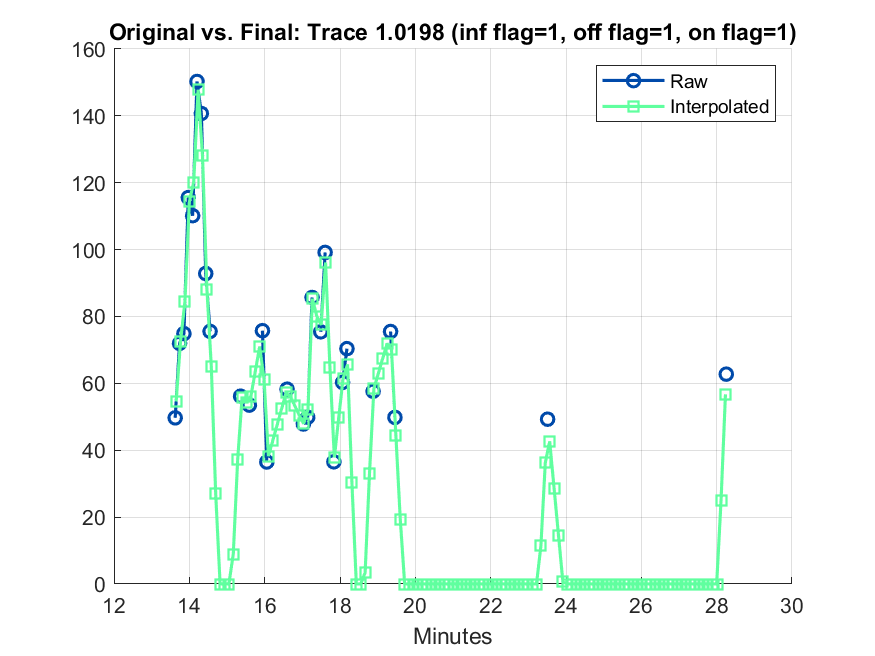 Original vs. Final: Trace 1.0198 (inf flag=1, off flag=1, on flag=1)
160
140
120
100
80
60
40
20
0
Raw
Interpolated
12 14 16 18 20 22 24 26 28 30
Minutes